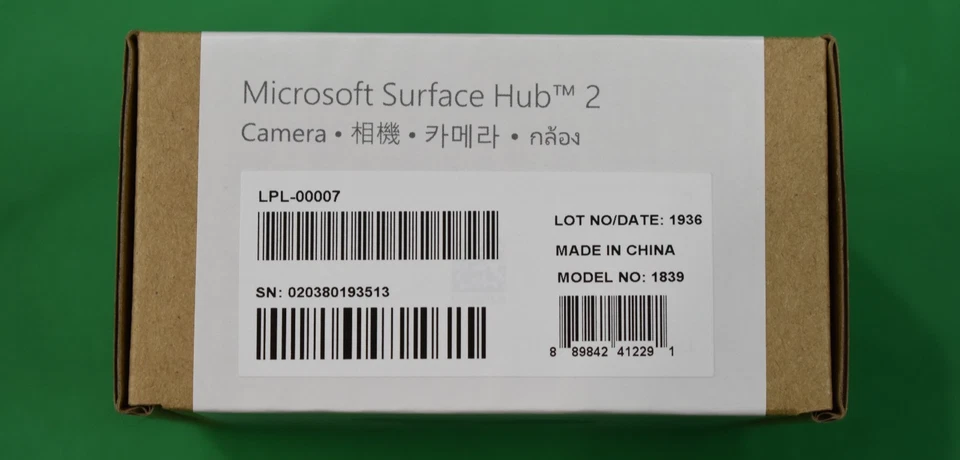 Microsoft Surface Hub™ 2
Camera • 相機 • 카메라 • กล้อง
LPL-00007
LOT NO/DATE: 1936
MADE IN CHINA
MODEL NO: 1839
SN: 020380193513
8 89842 41229 1